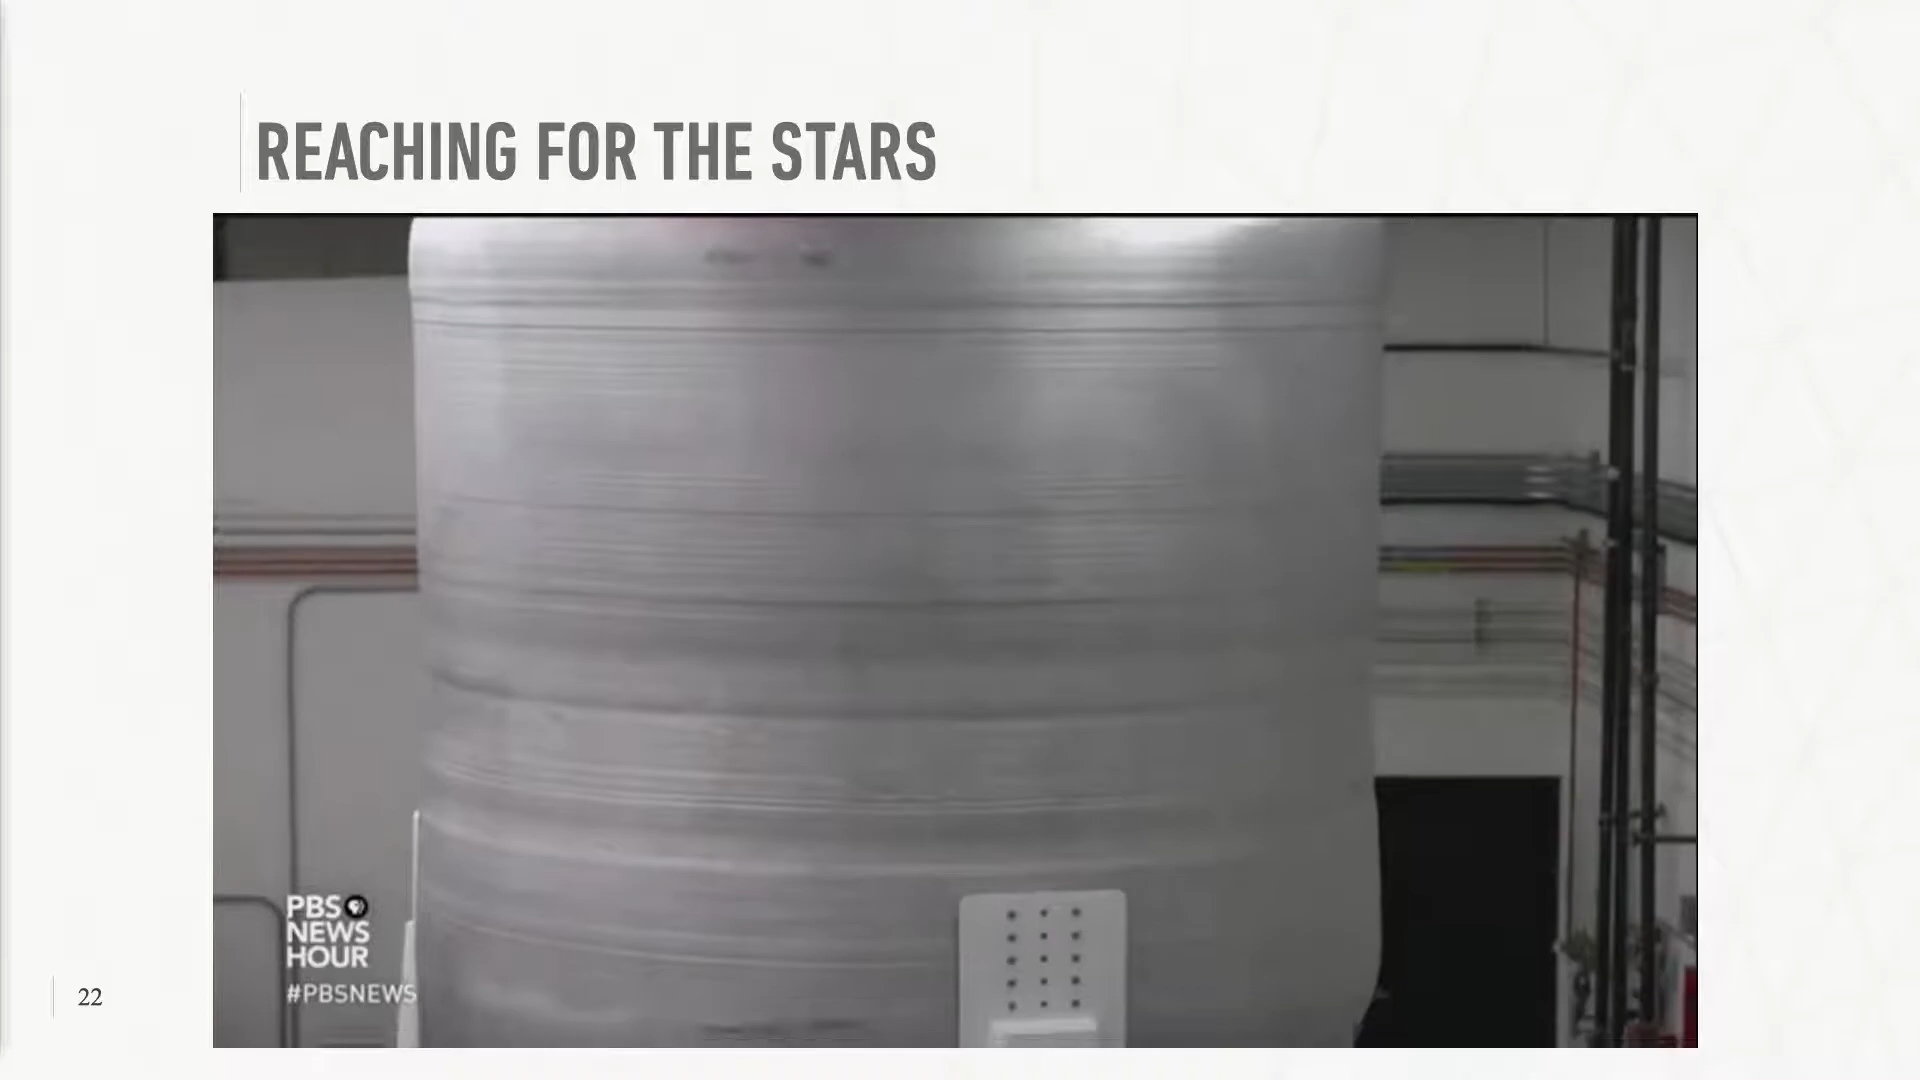 REACHING FOR THE STARS
PBS
NEWS
HOUR
#PBSNEWS
22